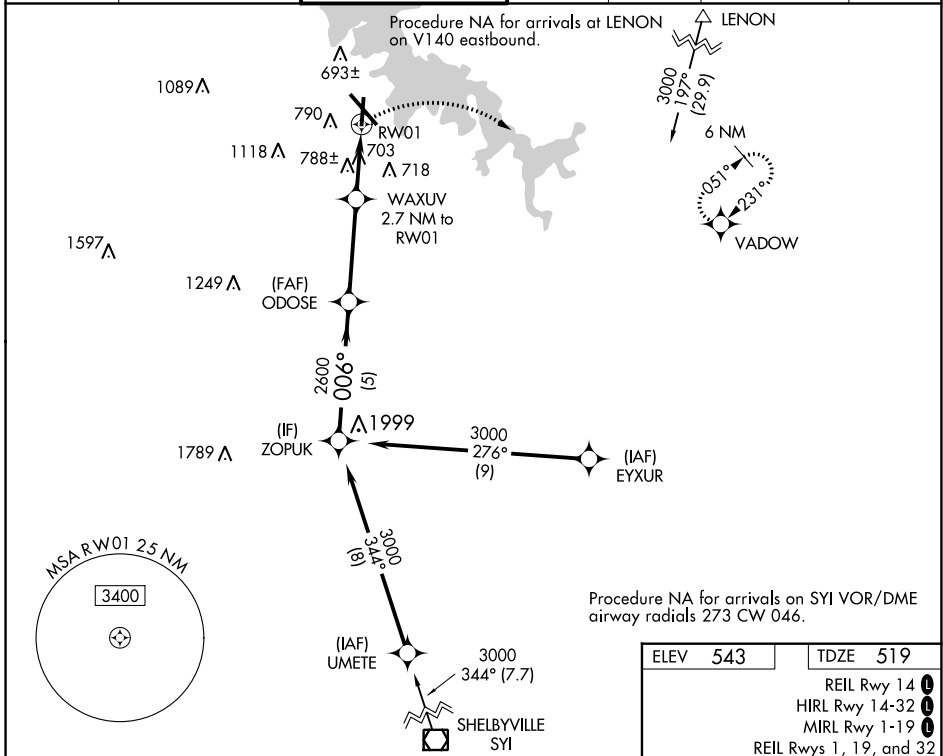 Procedure NA for arrivals at LENON
on V140 eastbound.
LENON
3000
197°
(29.9)
6 NM
051°
231°
VADOW
693±
1089
790
RW01
1118
788±
703
718
WAXUV
2.7 NM to
RW01
1597
1249
(FAF)
ODOSE
2600
006°
(5)
(IF)
ZOPUK
1999
1789
3000
276°
(9)
(IAF)
EYXUR
3000
344°
(8)
MSA RW01 25 NM
3400
(IAF)
UMETE
3000
344° (7.7)
SHELBYVILLE
SYI
Procedure NA for arrivals on SYI VOR/DME
airway radials 273 CW 046.
ELEV 543
TDZE 519
REIL Rwy 14 L
HIRL Rwy 14-32 L
MIRL Rwy 1-19 L
REIL Rwys 1, 19, and 32